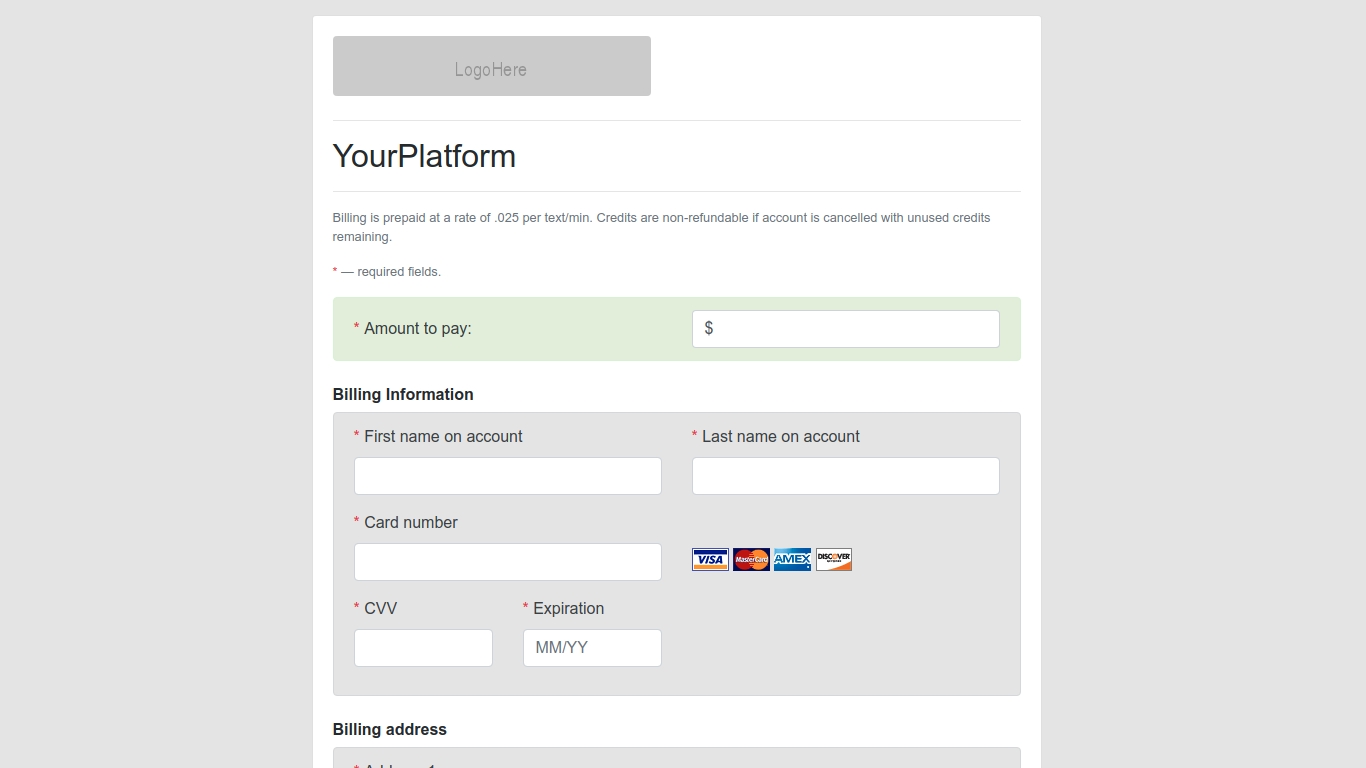 LogoHere
YourPlatform
Billing is prepaid at a rate of .025 per text/min. Credits are non-refundable if account is cancelled with unused credits
remaining.
* — required fields.
* Amount to pay:
$
Billing Information
* First name on account
* Last name on account
* Card number
VISA
MasterCard
AMEX
DISCOVER
* CVV
* Expiration
MM/YY
Billing address